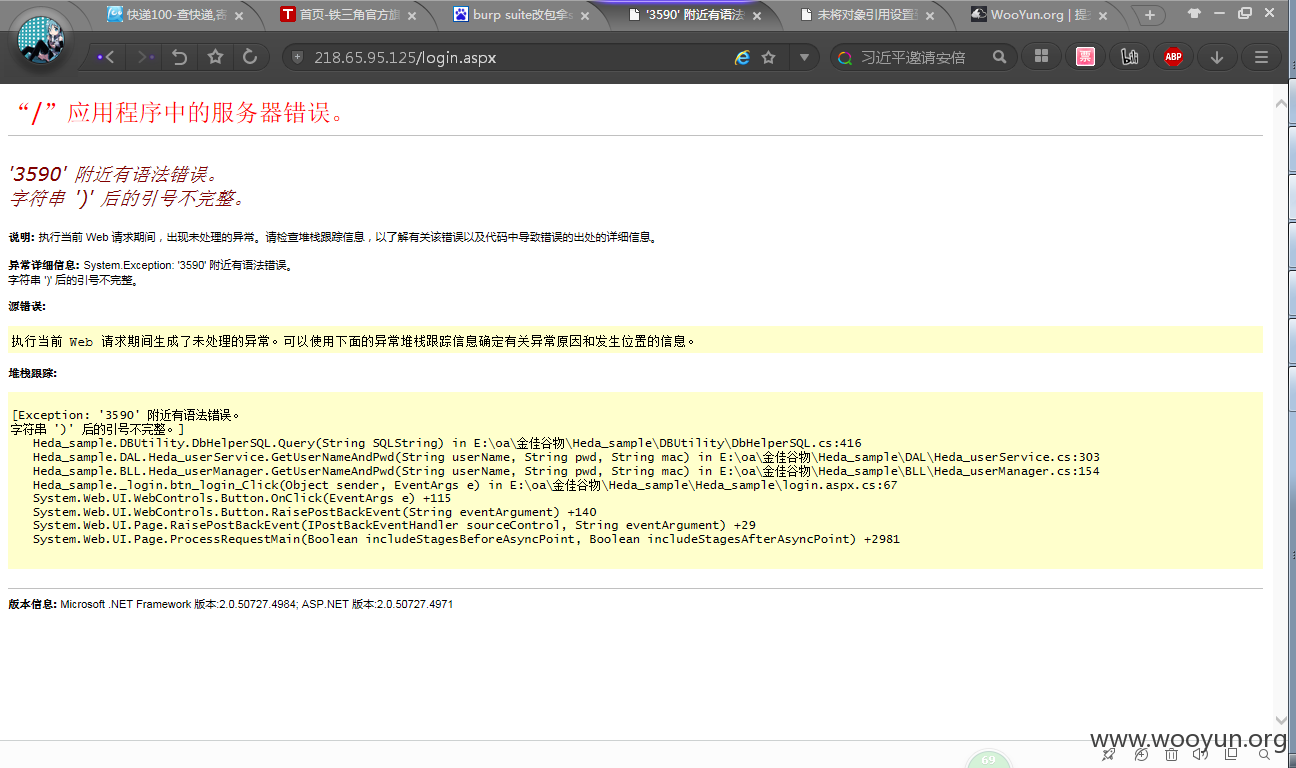 快递100-查快递,寄
首页-铁三角官方旗
burp suite改包拿
'3590' 附近有语法
未将对象引用设置
WooYun.org | 提
218.65.95.125/login.aspx
习近平邀请安倍
票
ABP
“/”应用程序中的服务器错误。
'3590' 附近有语法错误。
字符串 ')' 后的引号不完整。
说明: 执行当前 Web 请求期间，出现未处理的异常。请检查堆栈跟踪信息，以了解有关该错误以及代码中导致错误的出处的详细信息。
异常详细信息: System.Exception: '3590' 附近有语法错误。
字符串 ')' 后的引号不完整。
源错误:
执行当前 Web 请求期间生成了未处理的异常。可以使用下面的异常堆栈跟踪信息确定有关异常原因和发生位置的信息。
堆栈跟踪:
[Exception: '3590' 附近有语法错误。
字符串 ')' 后的引号不完整。]
Heda_sample.DBUtility.DbHelperSQL.Query(String SQLString) in E:\oa\金佳谷物\Heda_sample\DBUtility\DbHelperSQL.cs:416
Heda_sample.DAL.Heda_userService.GetUserNameAndPwd(String userName, String pwd, String mac) in E:\oa\金佳谷物\Heda_sample\DAL\Heda_userService.cs:303
Heda_sample.BLL.Heda_userManager.GetUserNameAndPwd(String userName, String pwd, String mac) in E:\oa\金佳谷物\Heda_sample\BLL\Heda_userManager.cs:154
Heda_sample._login.btn_login_Click(Object sender, EventArgs e) in E:\oa\金佳谷物\Heda_sample\Heda_sample\login.aspx.cs:67
System.Web.UI.WebControls.Button.OnClick(EventArgs e) +115
System.Web.UI.WebControls.Button.RaisePostBackEvent(String eventArgument) +140
System.Web.UI.Page.RaisePostBackEvent(IPostBackEventHandler sourceControl, String eventArgument) +29
System.Web.UI.Page.ProcessRequestMain(Boolean includeStagesBeforeAsyncPoint, Boolean includeStagesAfterAsyncPoint) +2981
版本信息: Microsoft .NET Framework 版本:2.0.50727.4984; ASP.NET 版本:2.0.50727.4971
www.wooyun.org
69